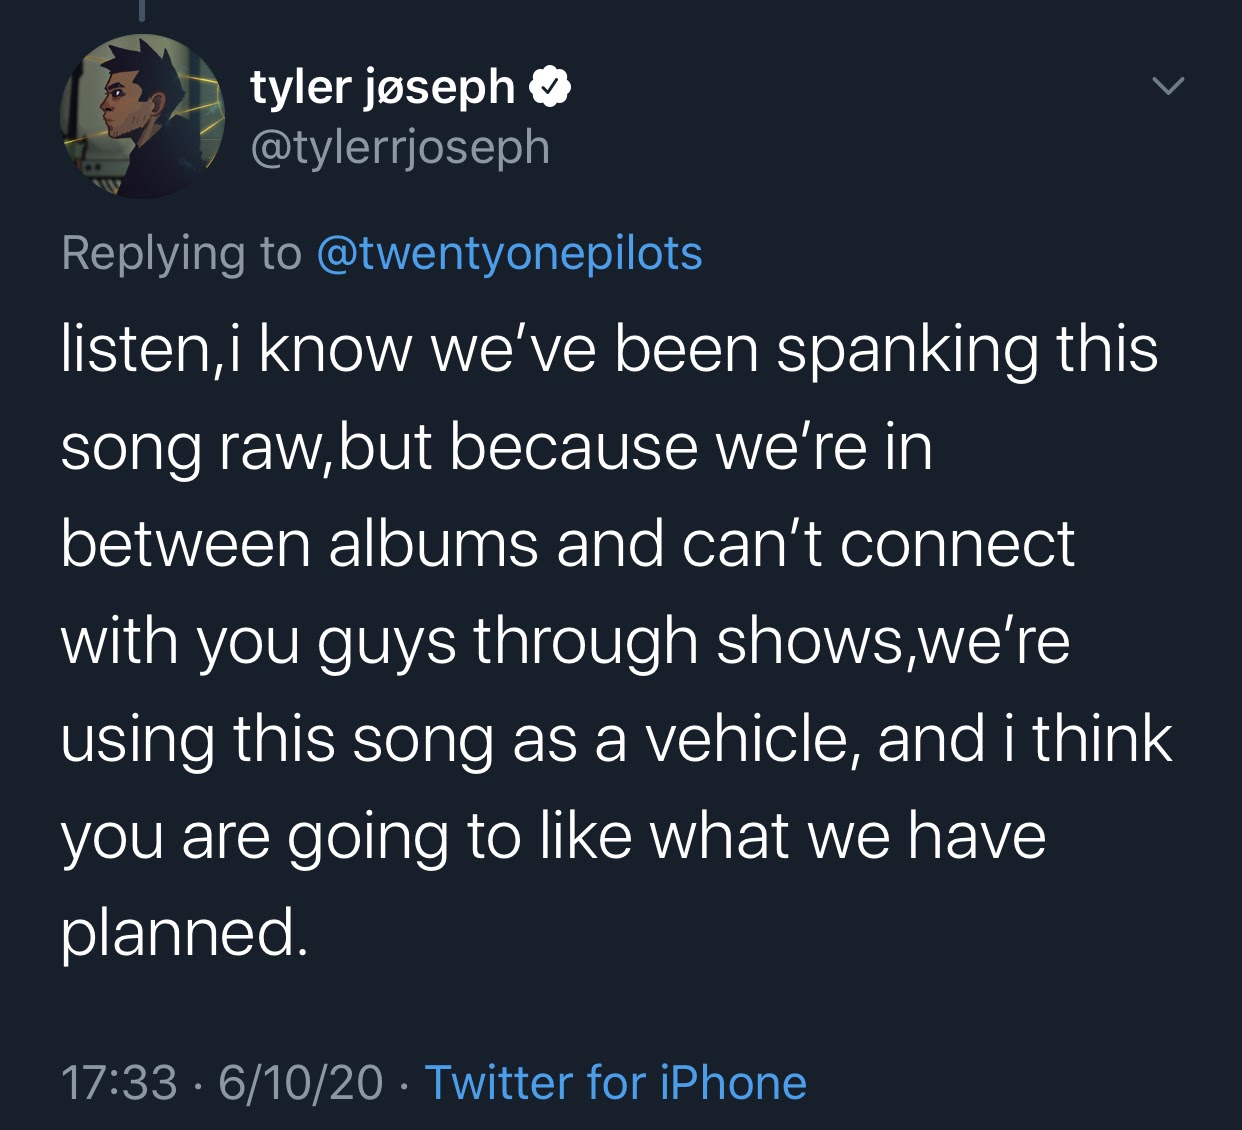 tyler jøseph
@tylerrjoseph
Replying to @twentyonepilots
listen,i know we’ve been spanking this
song raw,but because we’re in
between albums and can’t connect
with you guys through shows,we’re
using this song as a vehicle, and i think
you are going to like what we have
planned.
17:33 · 6/10/20 · Twitter for iPhone